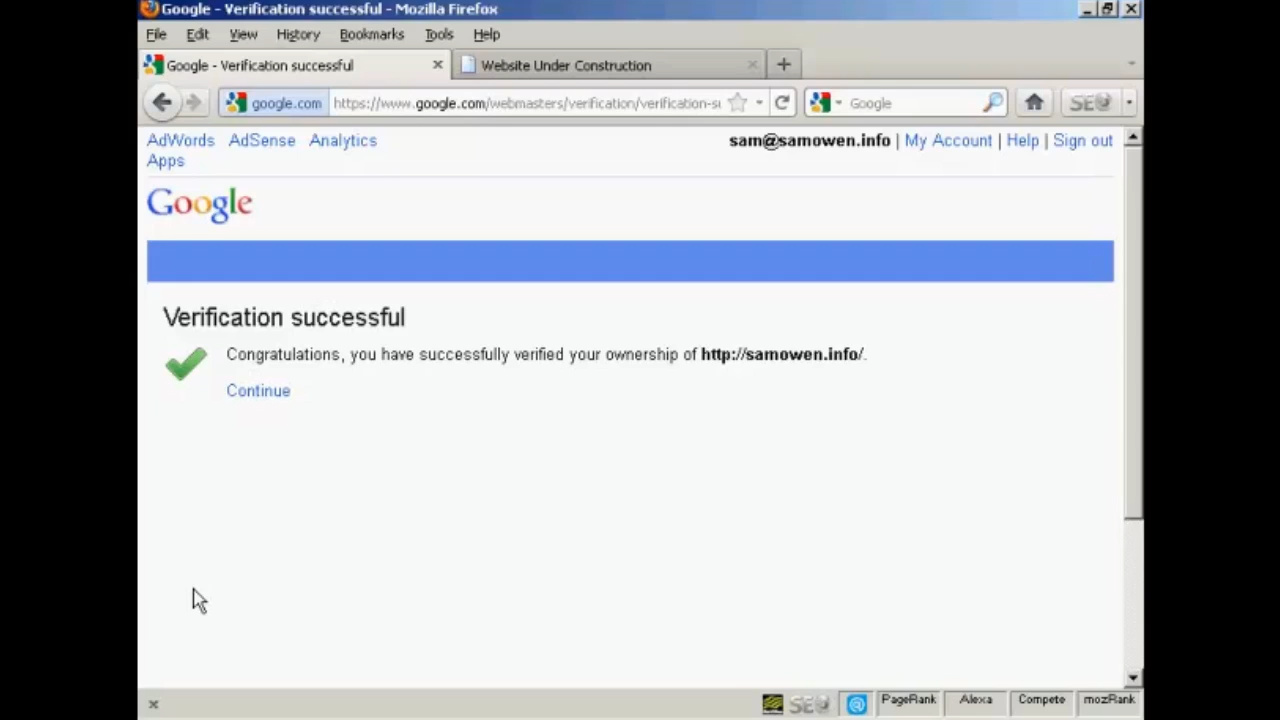 Google - Verification successful - Mozilla Firefox
File Edit View History Bookmarks Tools Help
Google - Verification successful Website Under Construction
google.com https://www.google.com/webmasters/verification/verification-su Google SEO
AdWords AdSense Analytics sam@samowen.info | My Account | Help | Sign out
Apps
Google
Verification successful
Congratulations, you have successfully verified your ownership of http://samowen.info/.
Continue
SEO @ PageRank Alexa Compete mozRank